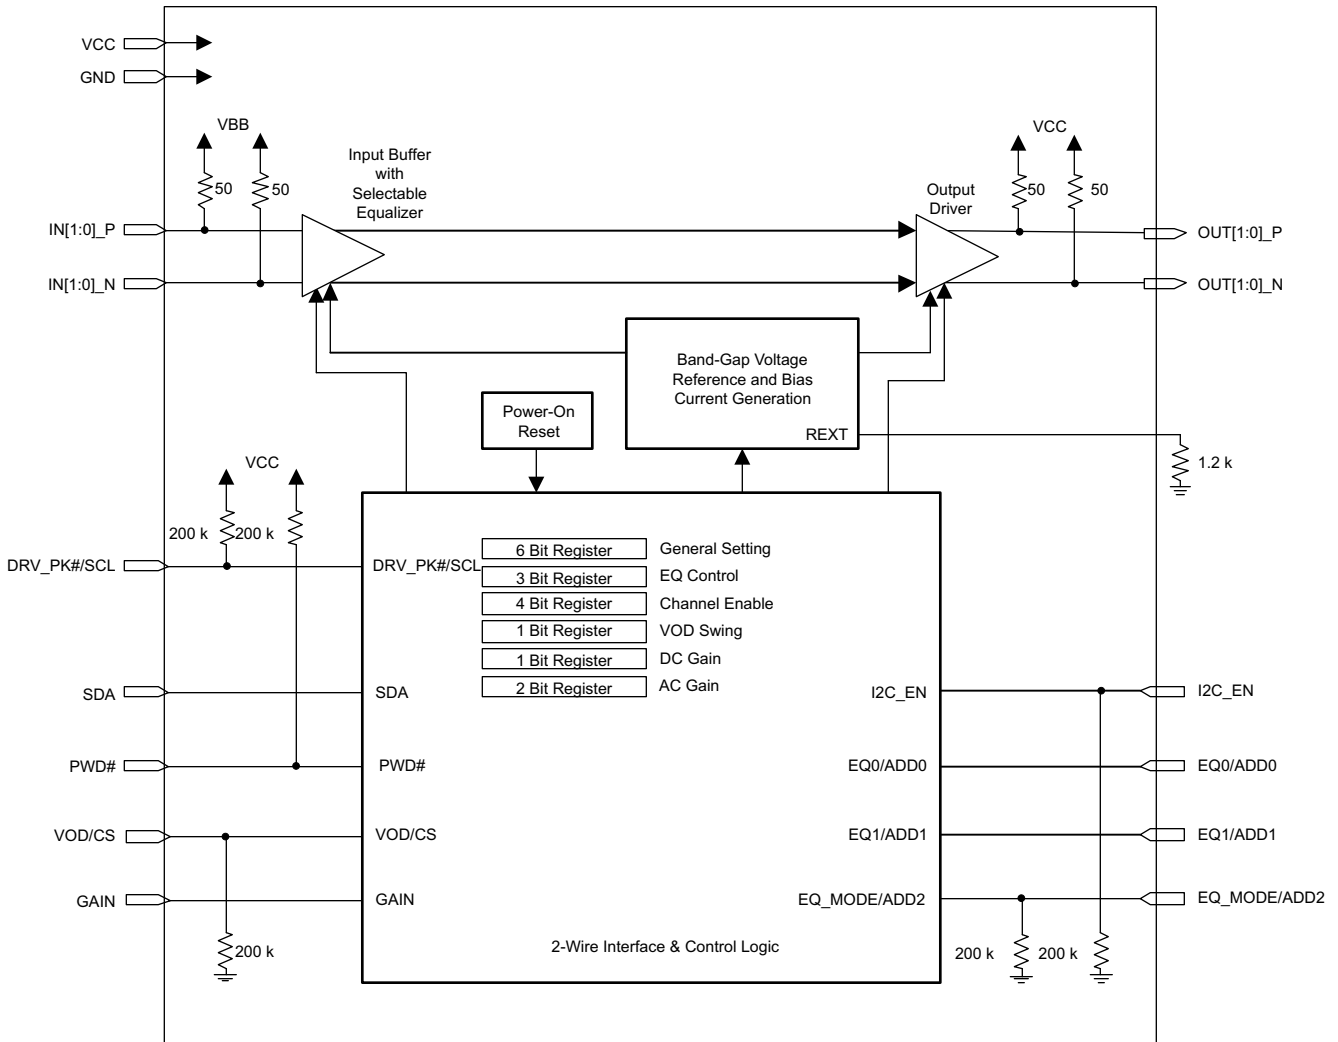 VCC
GND
VBB
50
50
Input Buffer
with
Selectable
Equalizer
IN[1:0]_P
IN[1:0]_N
VCC
50
50
Output
Driver
OUT[1:0]_P
OUT[1:0]_N
Band-Gap Voltage
Reference and Bias
Current Generation
REXT
1.2 k
Power-On
Reset
VCC
200 k
200 k
DRV_PK#/SCL
SDA
PWD#
VOD/CS
GAIN
200 k
DRV_PK#/SCL
SDA
PWD#
VOD/CS
GAIN
6 Bit Register General Setting
3 Bit Register EQ Control
4 Bit Register Channel Enable
1 Bit Register VOD Swing
1 Bit Register DC Gain
2 Bit Register AC Gain
I2C_EN
EQ0/ADD0
EQ1/ADD1
EQ_MODE/ADD2
2-Wire Interface & Control Logic
I2C_EN
EQ0/ADD0
EQ1/ADD1
EQ_MODE/ADD2
200 k
200 k